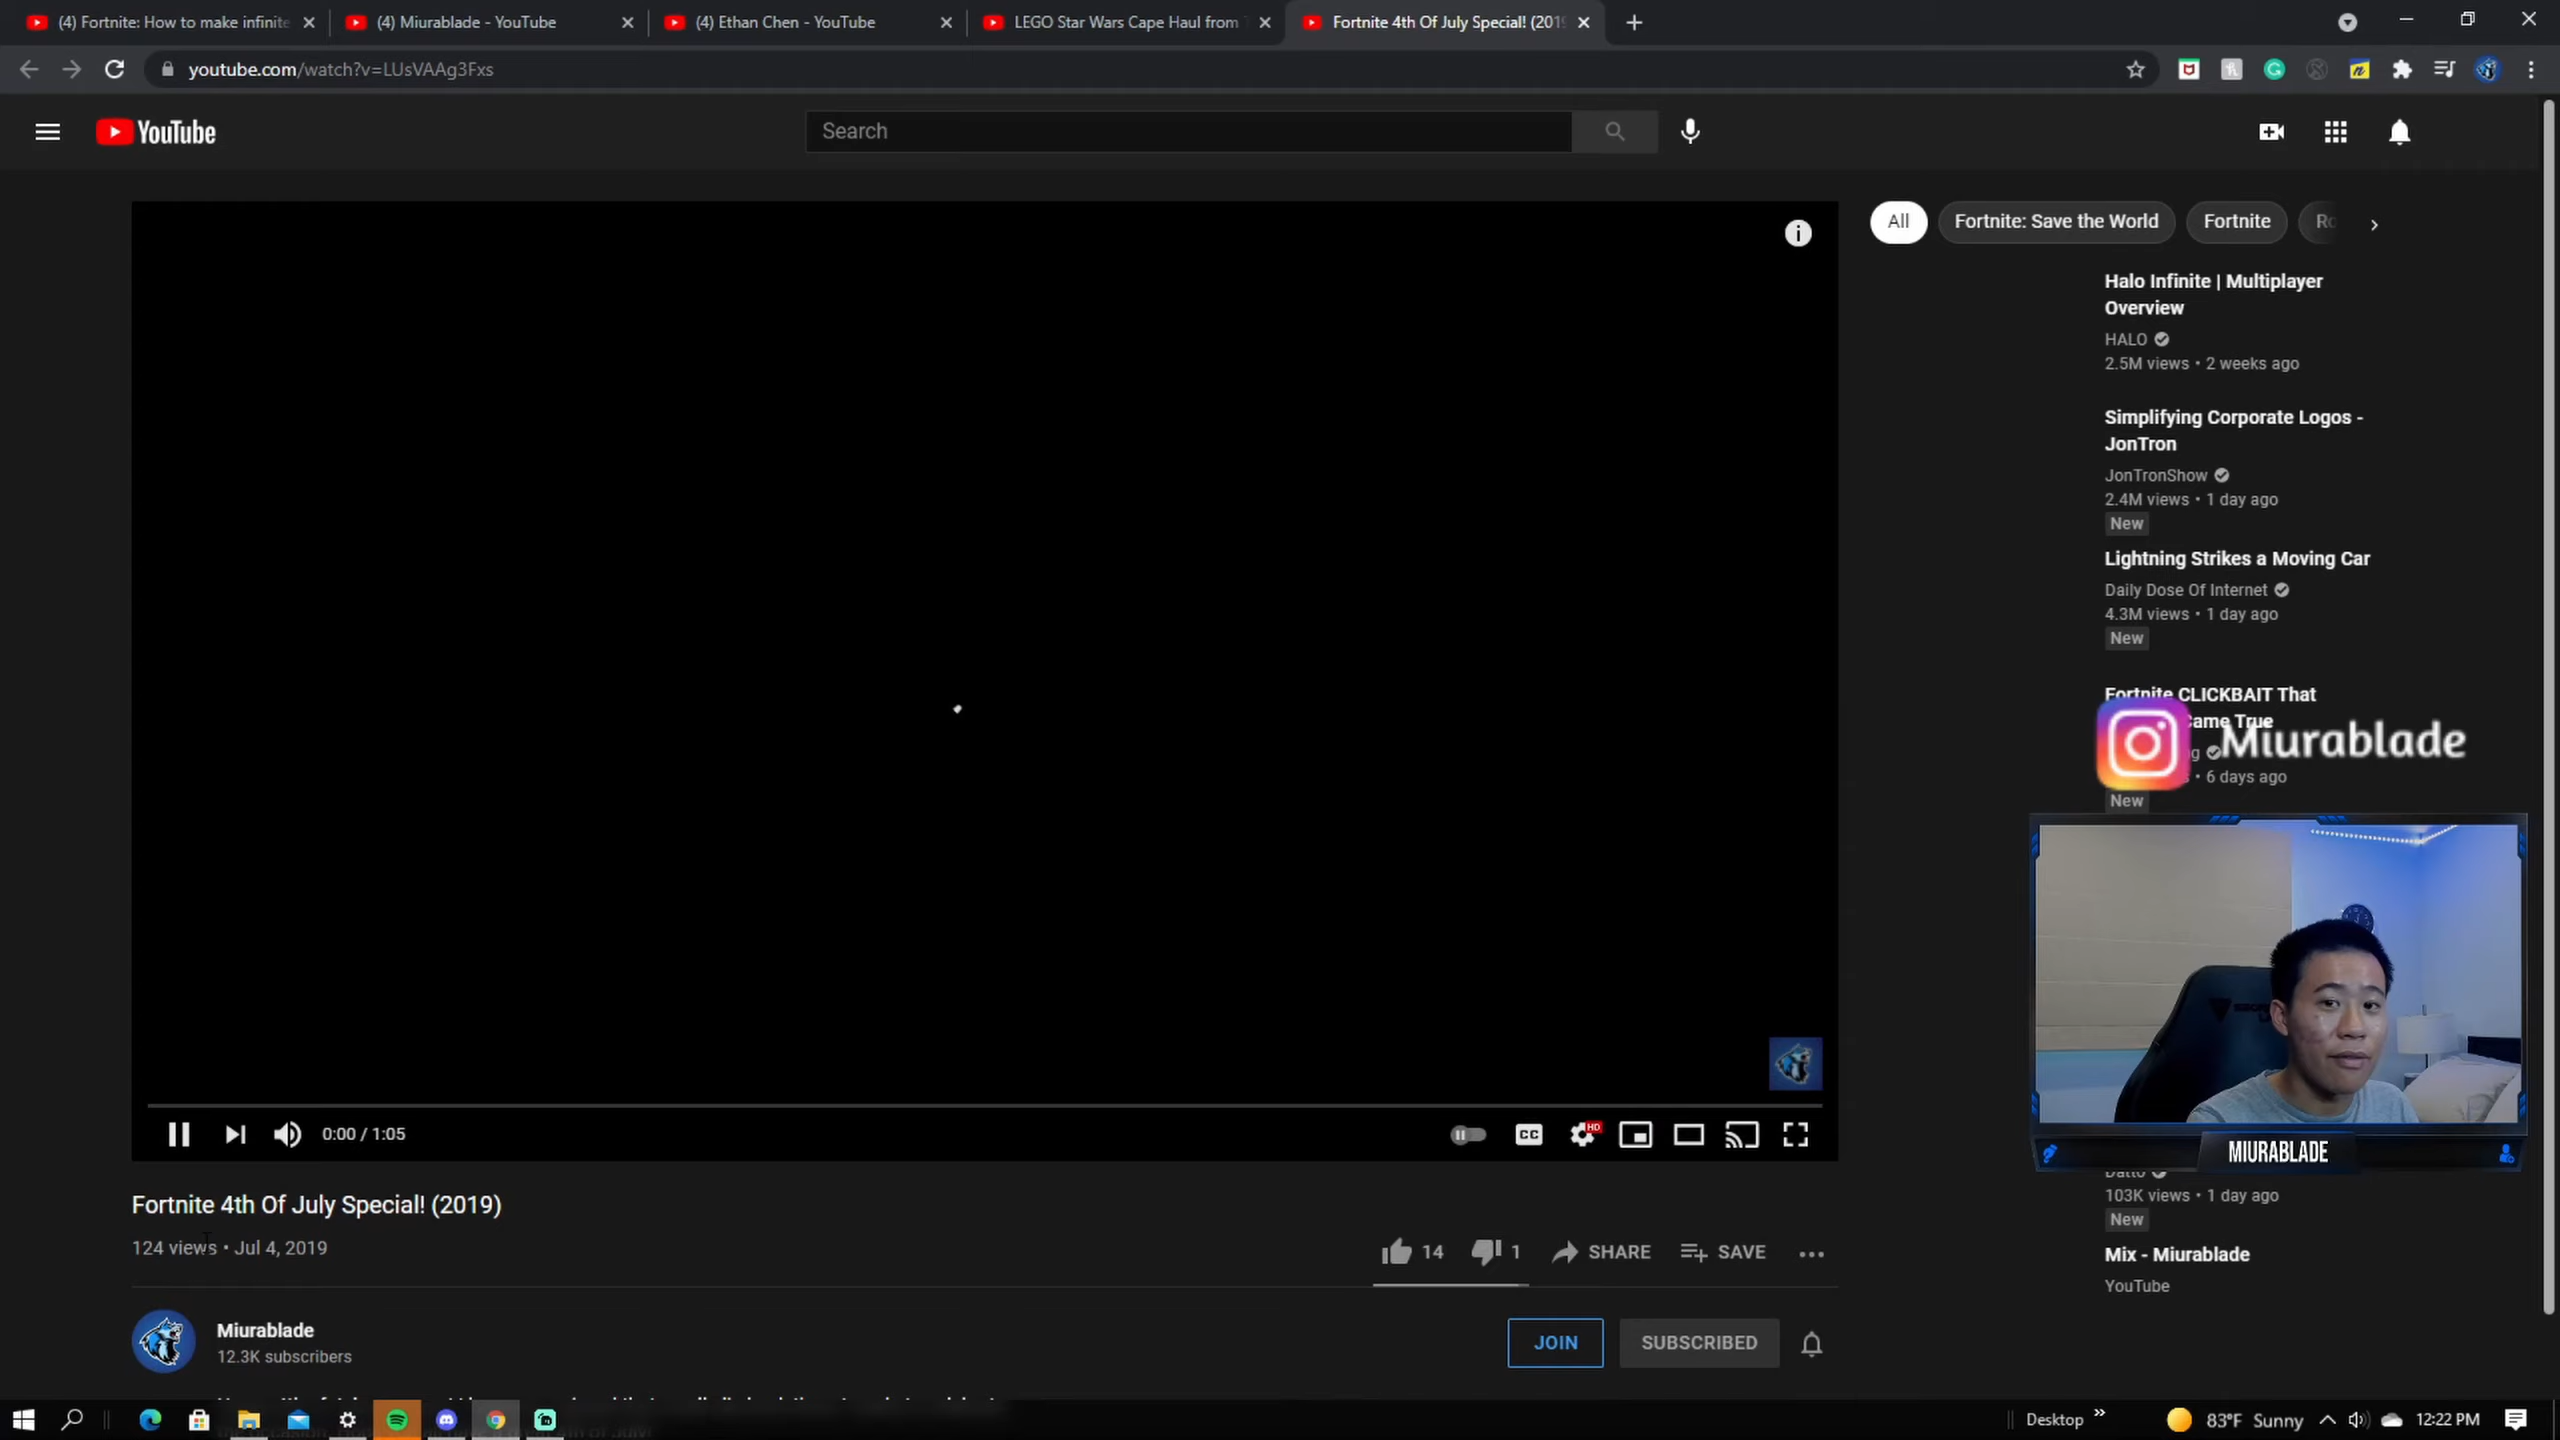 (4) Fortnite: How to make infinite
(4) Miurablade - YouTube
(4) Ethan Chen - YouTube
LEGO Star Wars Cape Haul from
Fortnite 4th Of July Special! (201
youtube.com/watch?v=LUsVAAg3Fxs
YouTube
Search
All
Fortnite: Save the World
Fortnite
Ro
Halo Infinite | Multiplayer
Overview
HALO
2.5M views • 2 weeks ago
Simplifying Corporate Logos -
JonTron
JonTronShow
2.4M views • 1 day ago
New
Lightning Strikes a Moving Car
Daily Dose Of Internet
4.3M views • 1 day ago
New
Fortnite CLICKBAIT That
Came True
Miurablade
• 6 days ago
New
MIURABLADE
Datto
103K views • 1 day ago
New
Mix - Miurablade
YouTube
0:00 / 1:05
CC
HD
Fortnite 4th Of July Special! (2019)
124 views • Jul 4, 2019
14
1
SHARE
SAVE
Miurablade
12.3K subscribers
JOIN
SUBSCRIBED
Desktop
83°F Sunny
12:22 PM